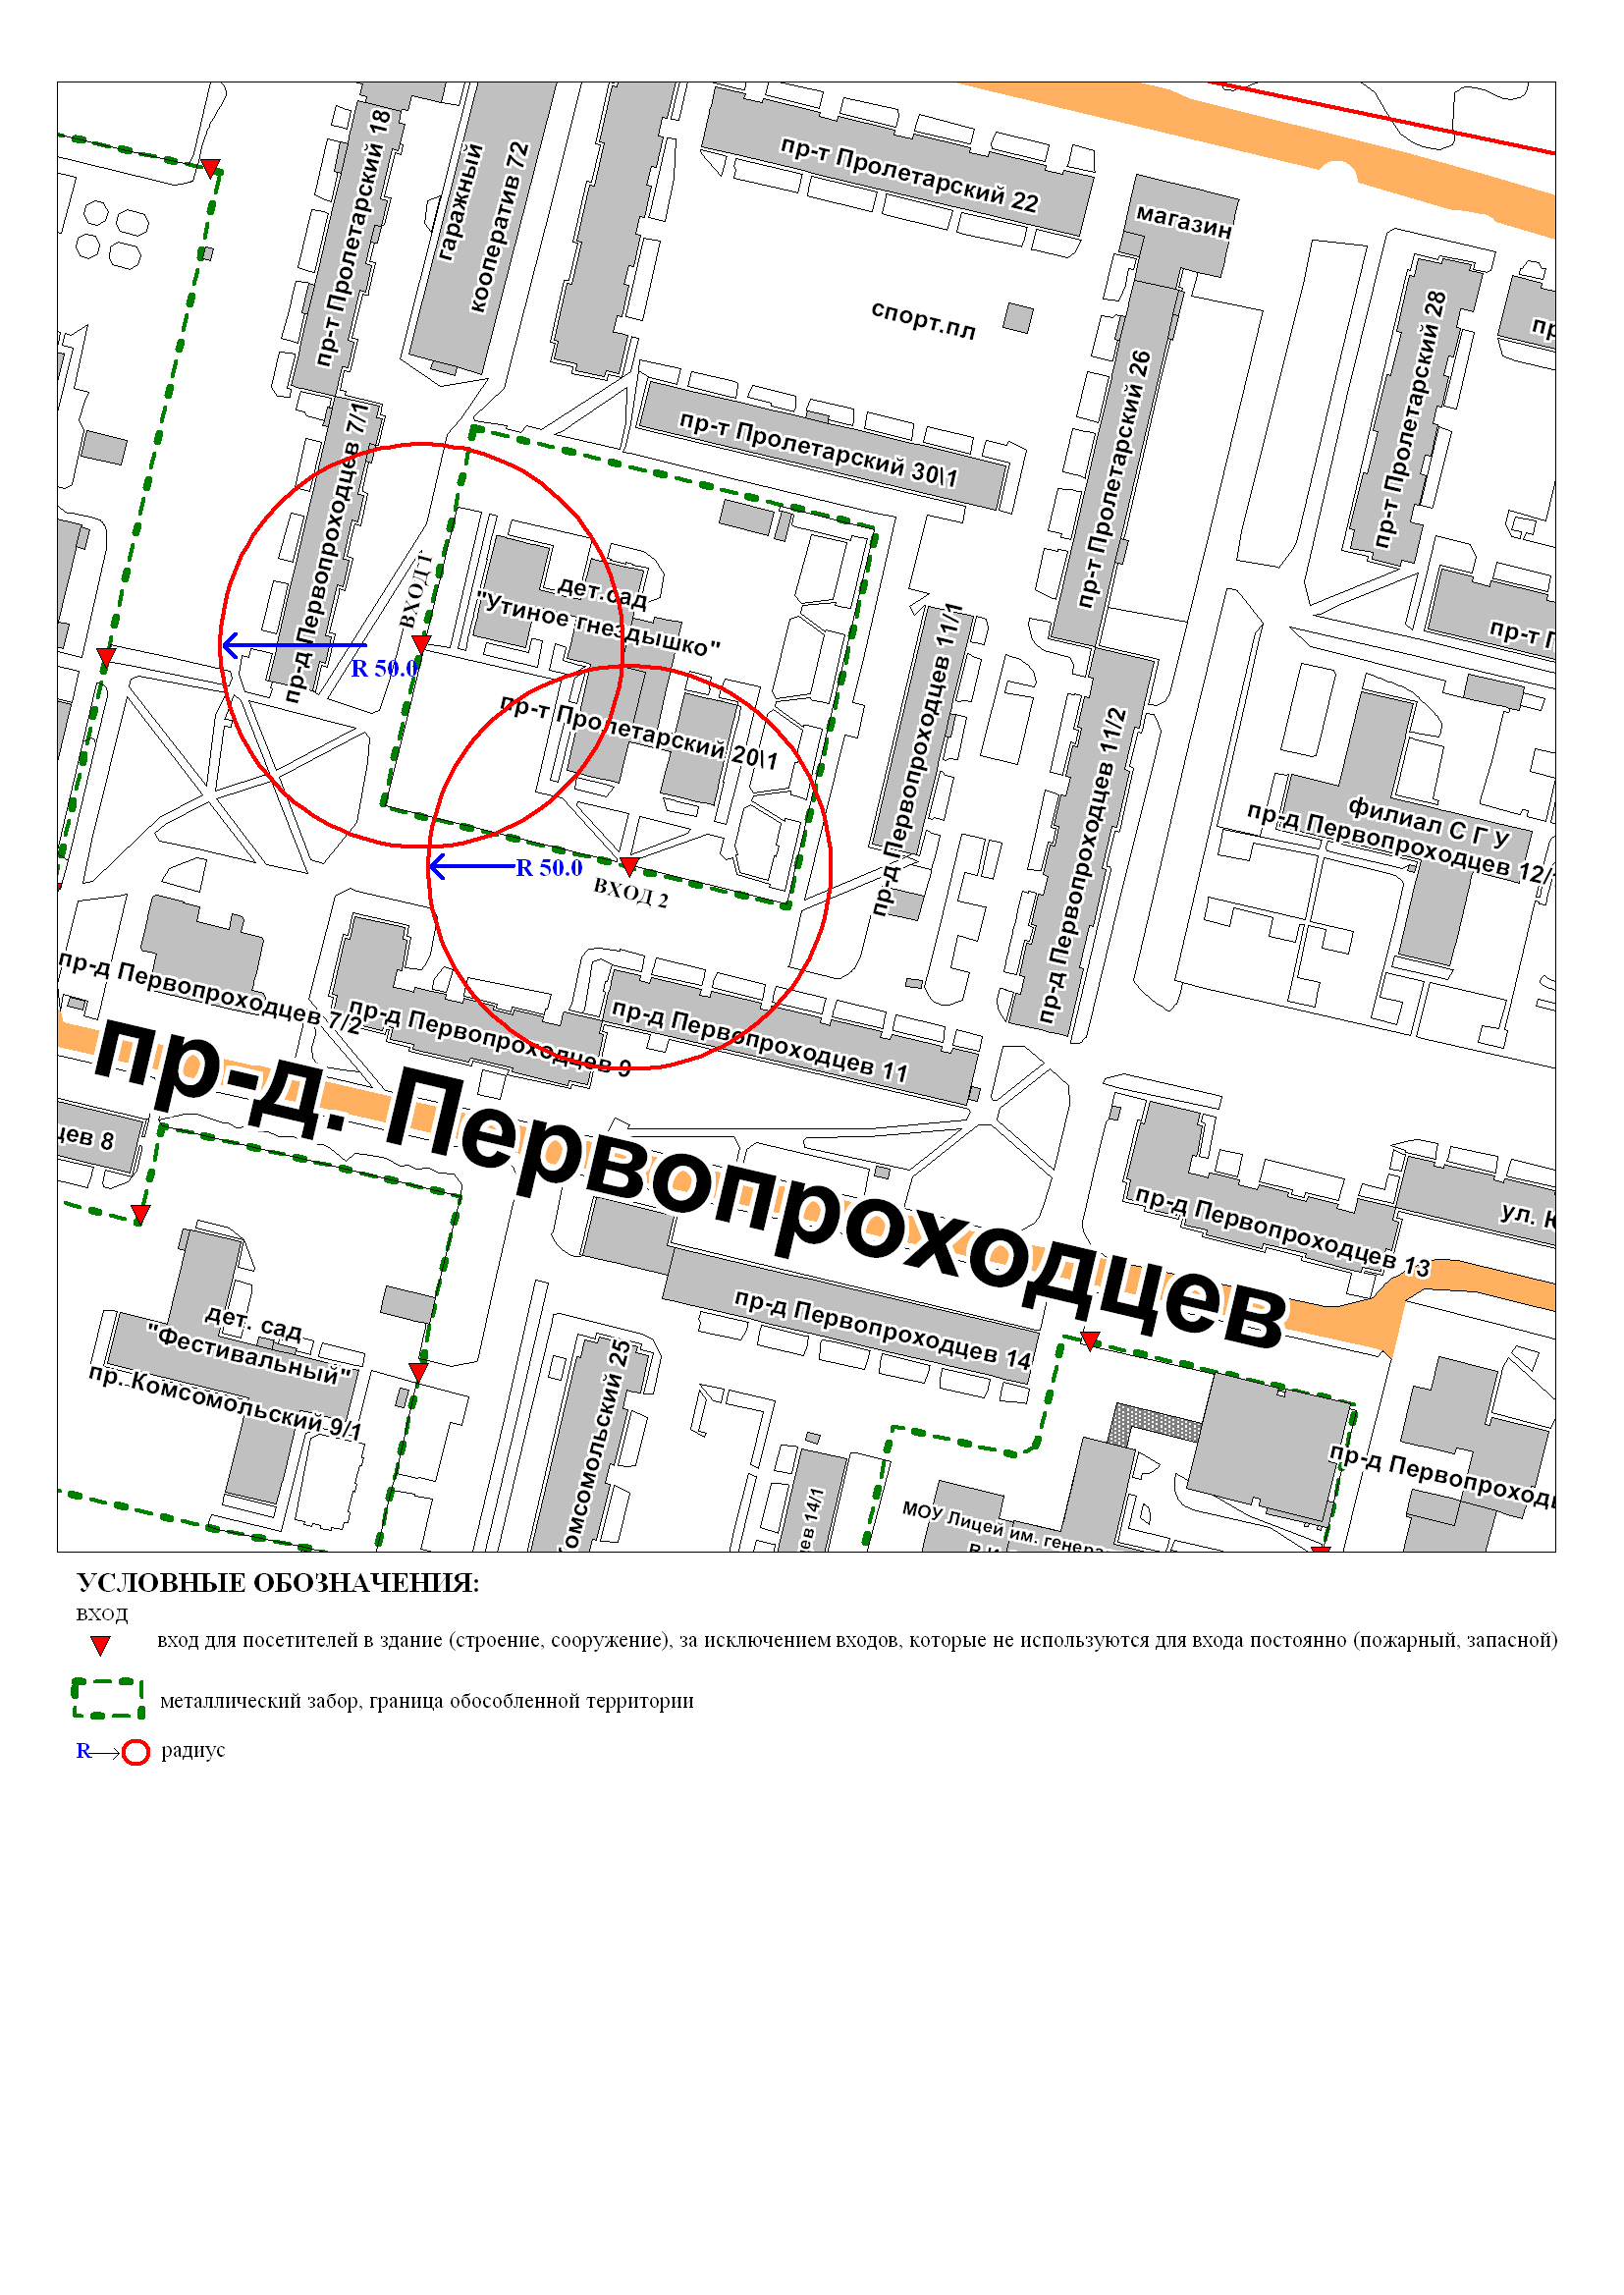 пр-т Пролетарский 18
гаражный
кооператив 72
пр-т Пролетарский 22
магазин
спорт.пл
пр-т Пролетарский 28
пр-т Пролетарский 26
пр-т Пролетарский 30\1
пр-д Первопроходцев 7/1
ВХОД 1
R 50.0
дет.сад
"Утиное гнездышко"
пр-т Пролетарский 20\1
пр-д Первопроходцев 11/1
пр-т
пр-д Первопроходцев 11/2
филиал С Г У
пр-д Первопроходцев 12/
R 50.0
ВХОД 2
пр-д Первопроходцев 7/2
пр-д Первопроходцев 9
пр-д Первопроходцев 11
пр-д. Первопроходцев
цев 8
пр-д Первопроходцев 13
ул.
пр-д Первопроходцев 14
дет. сад
"Фестивальный"
пр. Комсомольский 9/1
омсомольский 25
14/1
МОУ Лицей им. генера
пр-д Первопроход
УСЛОВНЫЕ ОБОЗНАЧЕНИЯ:
ВХОД
вход для посетителей в здание (строение, сооружение), за исключением входов, которые не используются для входа постоянно (пожарный, запасной)
металлический забор, граница обособленной территории
R
радиус